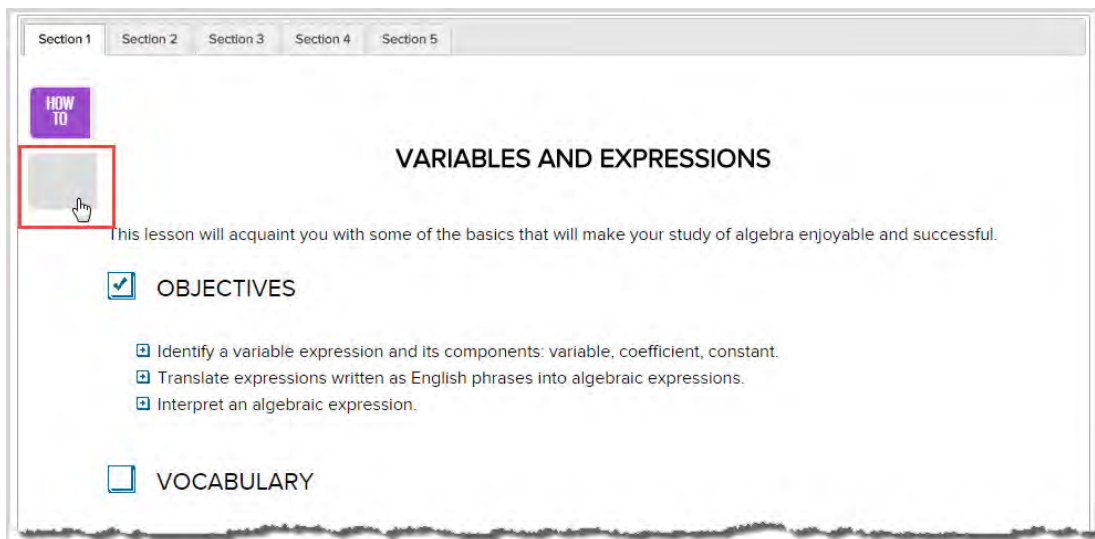 Section 1 Section 2 Section 3 Section 4 Section 5
HOW
TO
VARIABLES AND EXPRESSIONS
This lesson will acquaint you with some of the basics that will make your study of algebra enjoyable and successful.
OBJECTIVES
Identify a variable expression and its components: variable, coefficient, constant.
Translate expressions written as English phrases into algebraic expressions.
Interpret an algebraic expression.
VOCABULARY